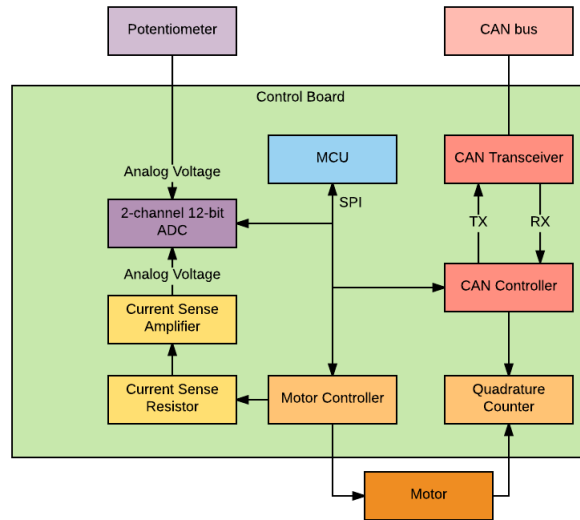 Potentiometer
CAN bus
Control Board
MCU
CAN Transceiver
Analog Voltage
SPI
2-channel 12-bit
ADC
TX
RX
Analog Voltage
CAN Controller
Current Sense
Amplifier
Current Sense
Resistor
Motor Controller
Quadrature
Counter
Motor